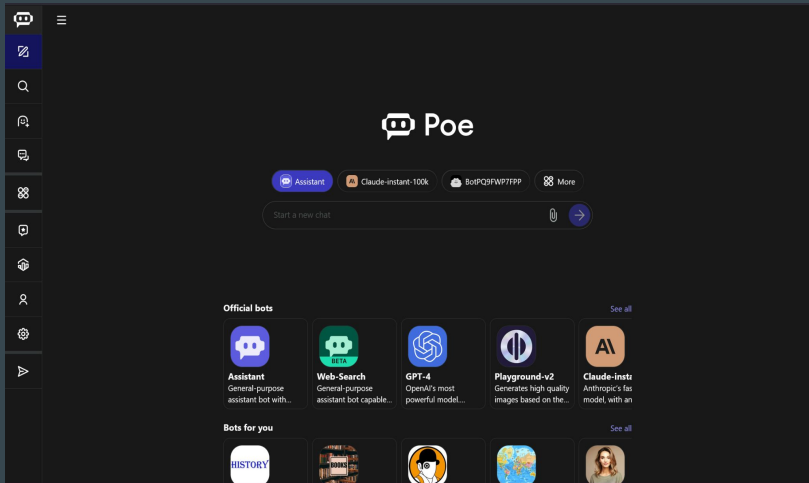 Poe
Assistant
Claude-instant-100k
BotPQ9FWP7FPP
More
Start a new chat
Official bots
See all
BETA
Assistant
General-purpose
assistant bot with...
Web-Search
General-purpose
assistant bot capable...
GPT-4
OpenAI's most
powerful model....
Playground-v2
Generates high quality
images based on the...
A\
Claude-insta
Anthropic's fas
model, with an
Bots for you
See all
HISTORY
BOOKS